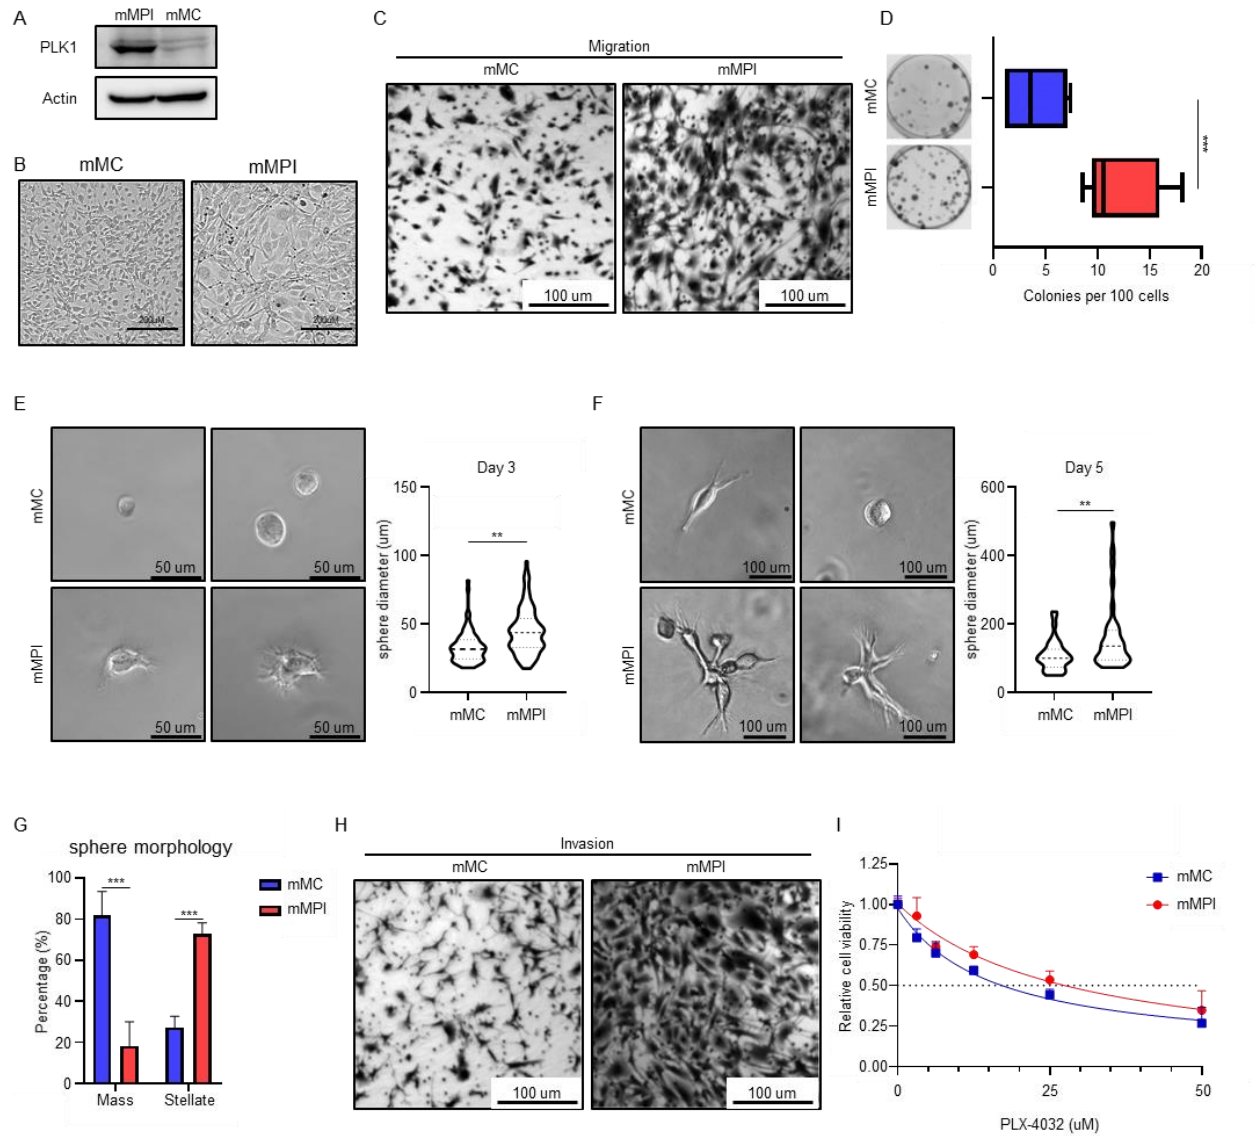 A
mMPI mMC
PLK1
Actin
B
mMC
mMPI
200uM
200uM
C
Migration
mMC
mMPI
100 um
100 um
D
mMC
mMPI
***
0 5 10 15 20
Colonies per 100 cells
E
mMC
mMPI
50 um
50 um
50 um
50 um
Day 3
sphere diameter (um)
150
100
50
0
**
mMC mMPI
F
mMC
mMPI
100 um
100 um
100 um
100 um
Day 5
sphere diameter (um)
600
400
200
0
**
mMC mMPI
G
sphere morphology
Percentage (%)
100
80
60
40
20
0
***
***
Mass Stellate
mMC
mMPI
H
Invasion
mMC
mMPI
100 um
100 um
I
Relative cell viability
1.25
1.00
0.75
0.50
0.25
0.00
0 25 50
PLX-4032 (uM)
mMC
mMPI